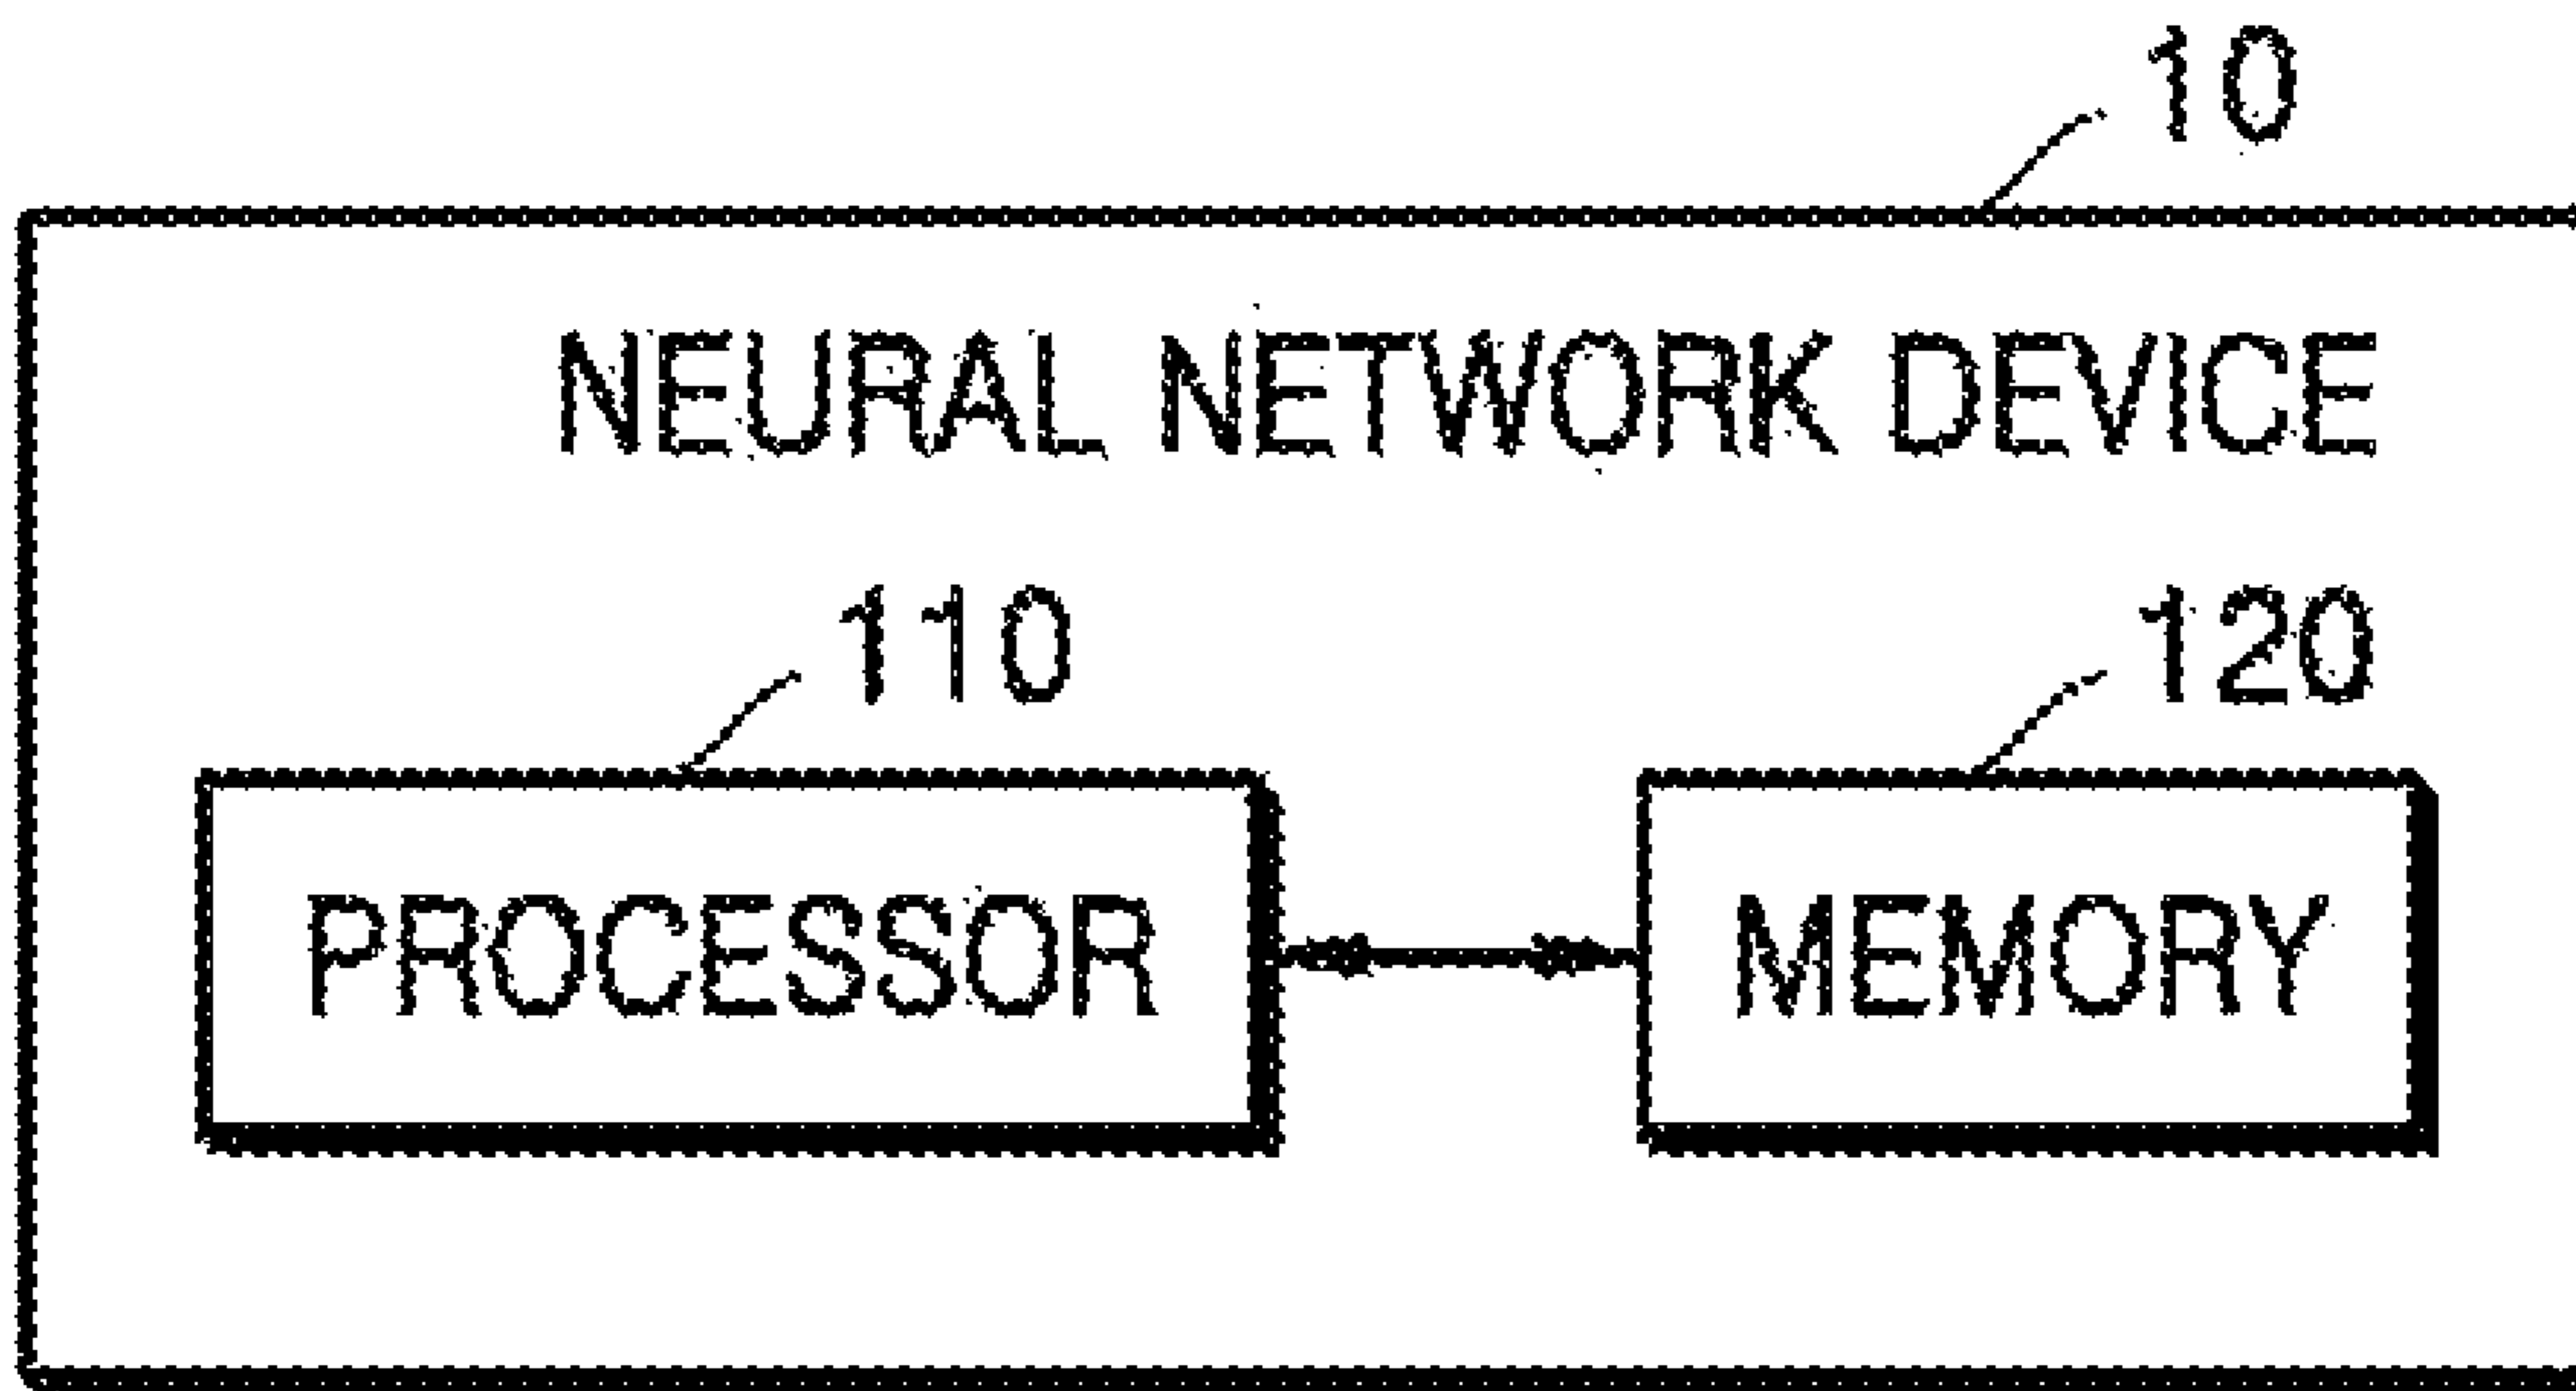 10
NEURAL NETWORK DEVICE
110
120
PROCESSOR
MEMORY